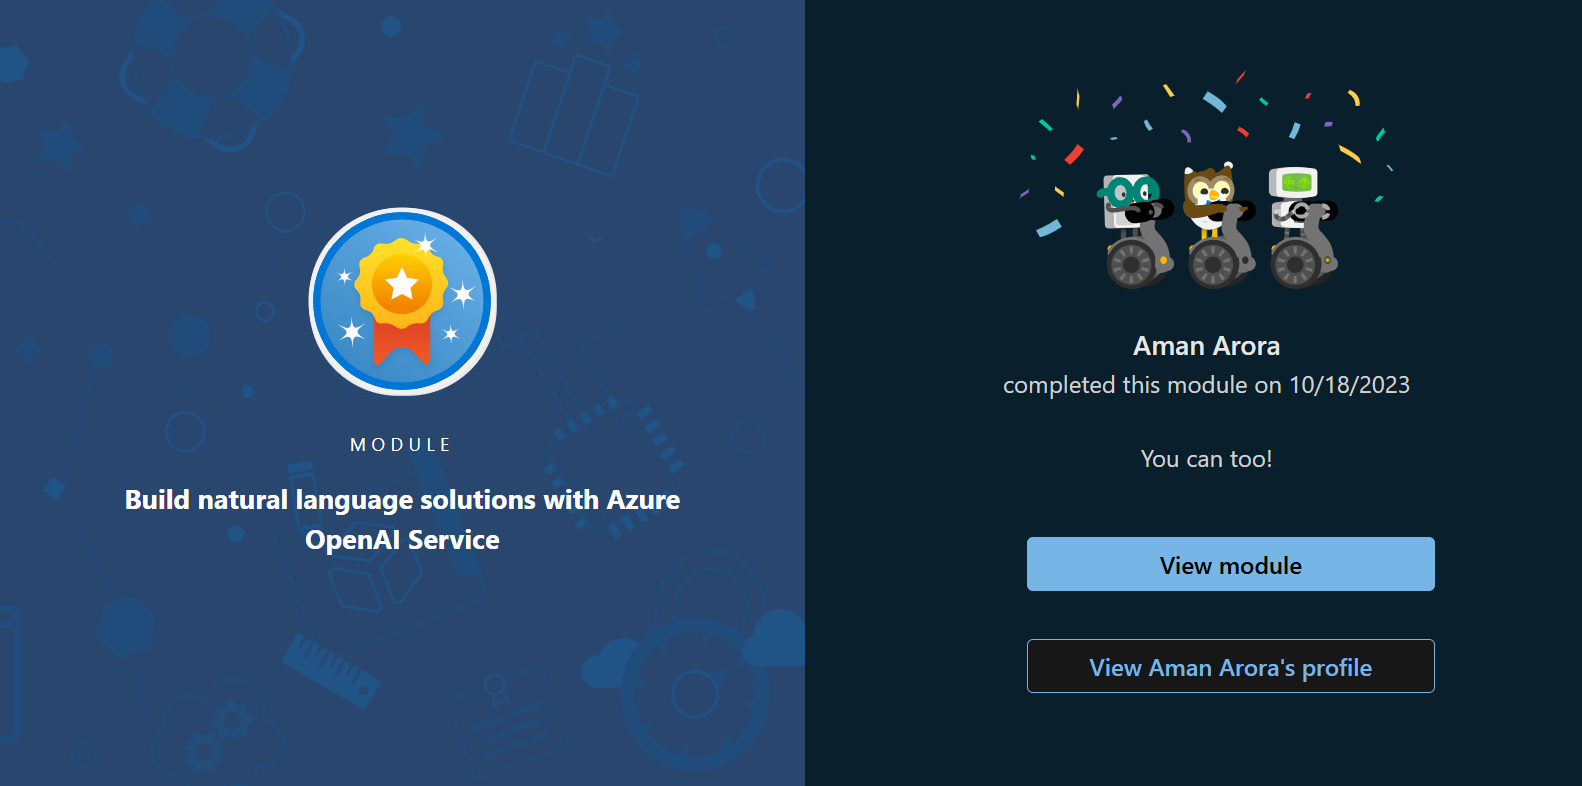 MODULE
Build natural language solutions with Azure
OpenAI Service
Aman Arora
completed this module on 10/18/2023
You can too!
View module
View Aman Arora's profile